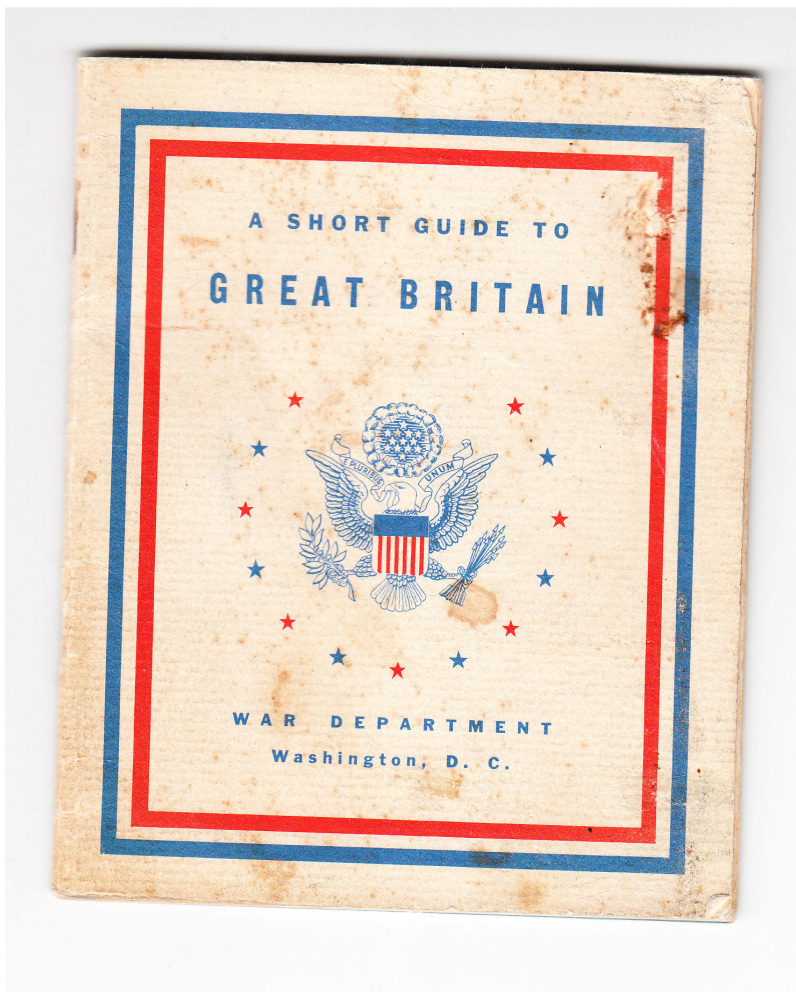 A SHORT GUIDE TO
GREAT BRITAIN
PLURIBUS UNUM
WAR DEPARTMENT
Washington, D. C.